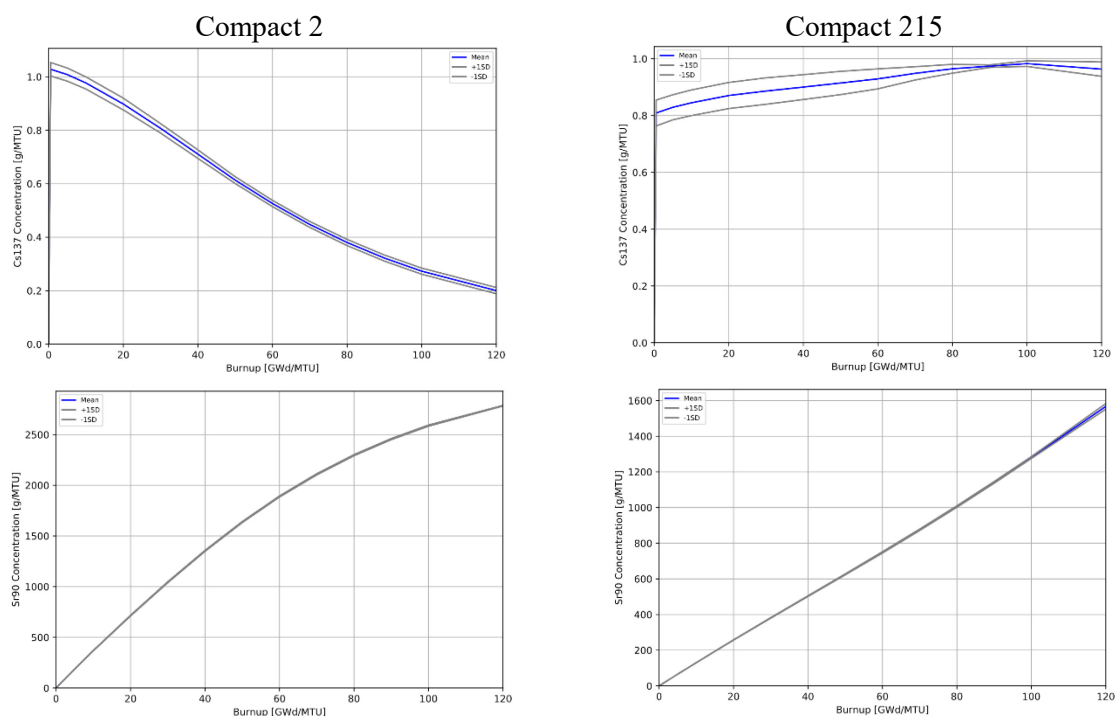 Compact 2
Compact 215
Cs137 Concentration [g/MTU]
1.0
0.8
0.6
0.4
0.2
0.0
0
20
40
60
80
100
120
Burnup [GWd/MTU]
Mean
+1SD
-1SD
Cs137 Concentration [g/MTU]
1.0
0.8
0.6
0.4
0.2
0.0
0
20
40
60
80
100
120
Burnup [GWd/MTU]
Mean
+1SD
-1SD
Sr90 Concentration [g/MTU]
2500
2000
1500
1000
500
0
0
20
40
60
80
100
120
Burnup [GWd/MTU]
Mean
+1SD
-1SD
Sr90 Concentration [g/MTU]
1600
1400
1200
1000
800
600
400
200
0
0
20
40
60
80
100
120
Burnup [GWd/MTU]
Mean
+1SD
-1SD